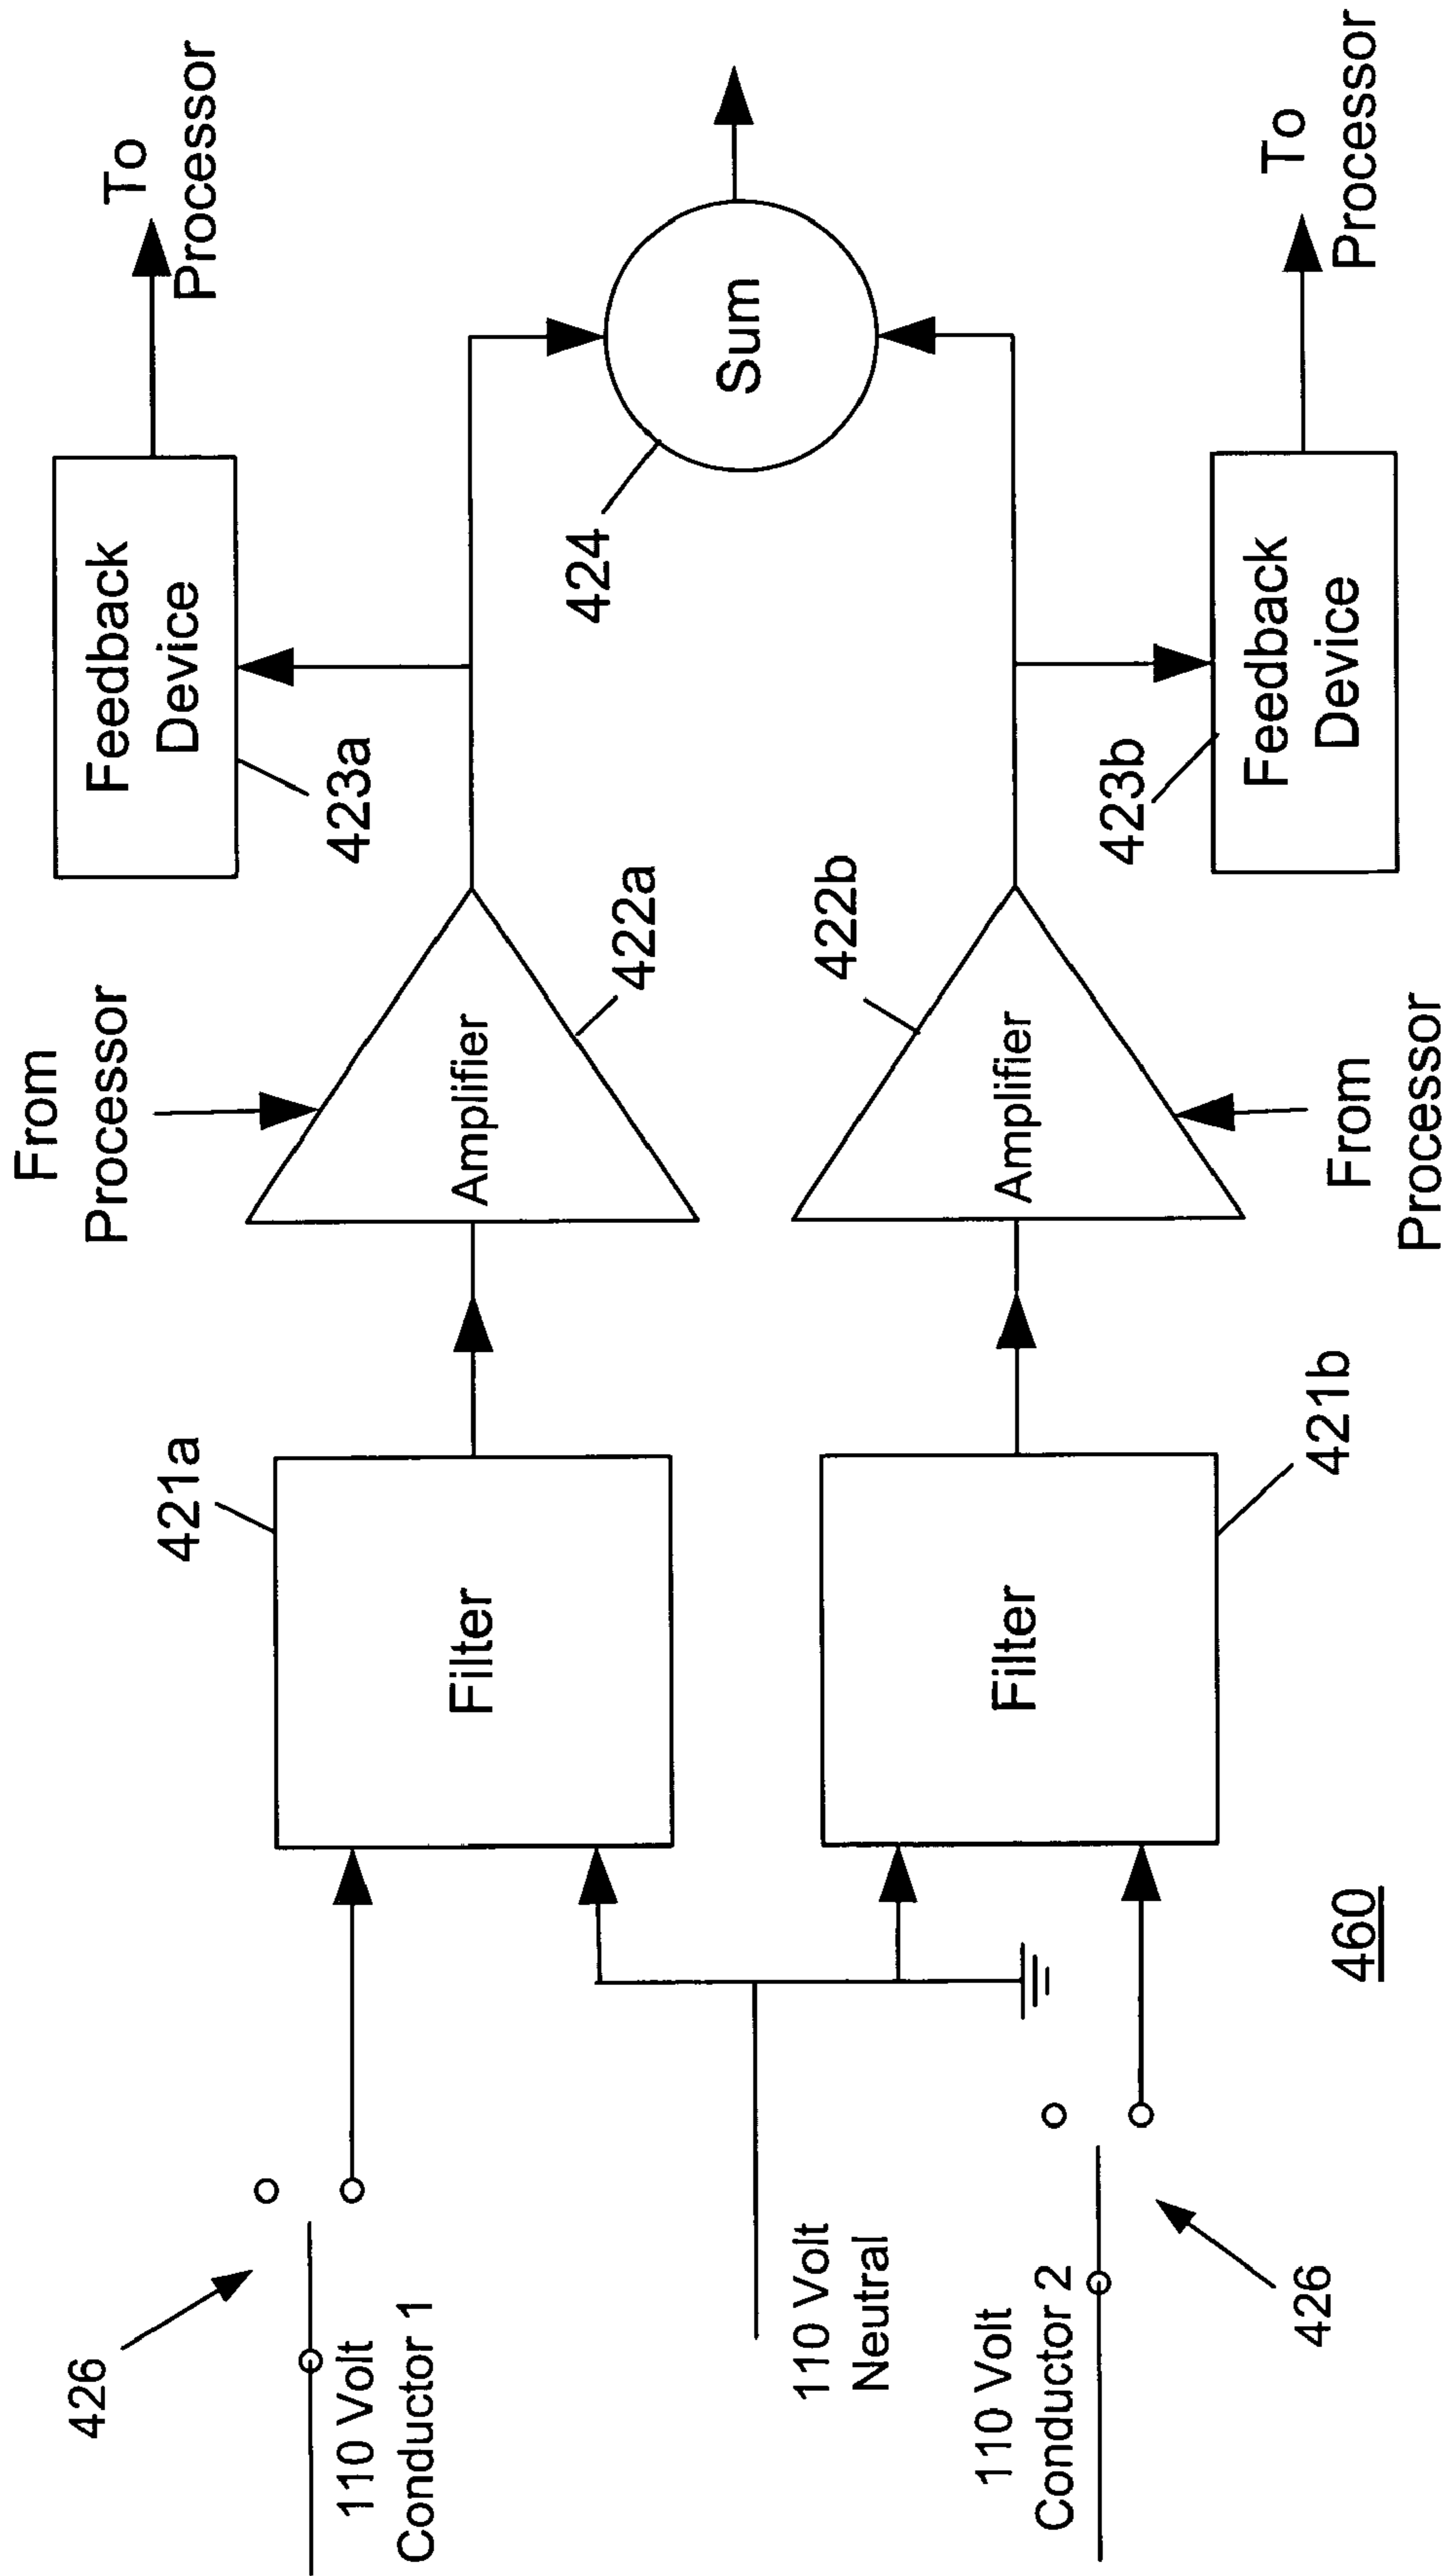 426
110 Volt
Conductor 1
110 Volt
Neutral
110 Volt
Conductor 2
426
460
421a
Filter
Filter
421b
From
Processor
Amplifier
422a
422b
Amplifier
From
Processor
Feedback
Device
423a
423b
Feedback
Device
424
Sum
To
Processor
To
Processor